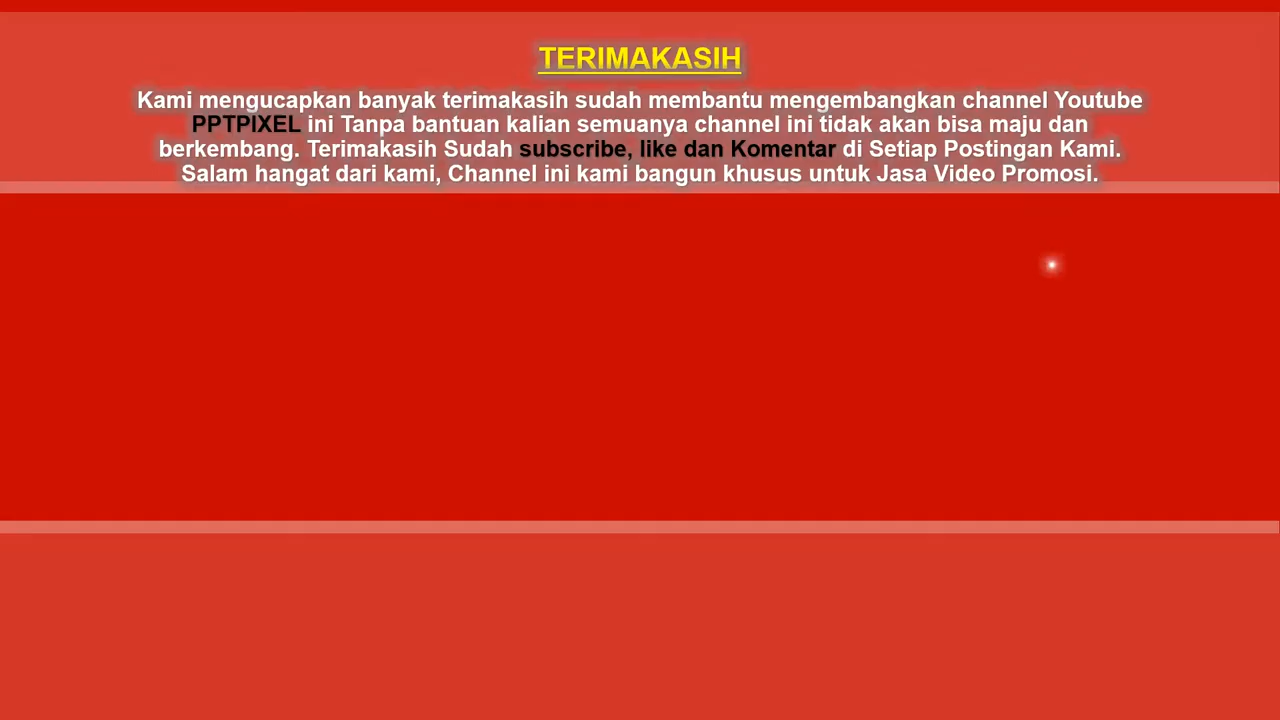 TERIMAKASIH
Kami mengucapkan banyak terimakasih sudah membantu mengembangkan channel Youtube
PPTPIXEL ini Tanpa bantuan kalian semuanya channel ini tidak akan bisa maju dan
berkembang. Terimakasih Sudah subscribe, like dan Komentar di Setiap Postingan Kami.
Salam hangat dari kami, Channel ini kami bangun khusus untuk Jasa Video Promosi.